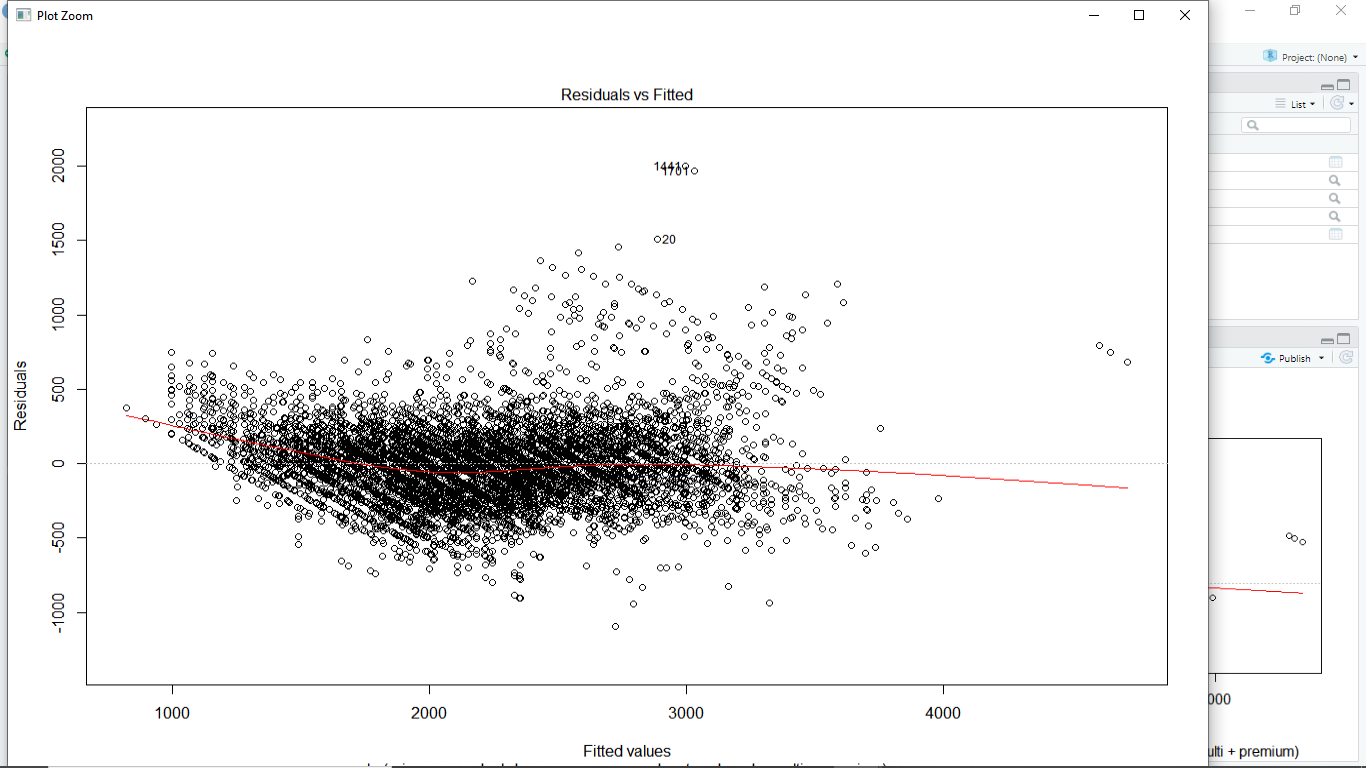 Plot Zoom
Project: (None)
List
Residuals vs Fitted
2000
1500
1000
500
0
-500
-1000
Residuals
1441
1701
20
1000
2000
3000
4000
Fitted values
Publish
000
ulti + premium)